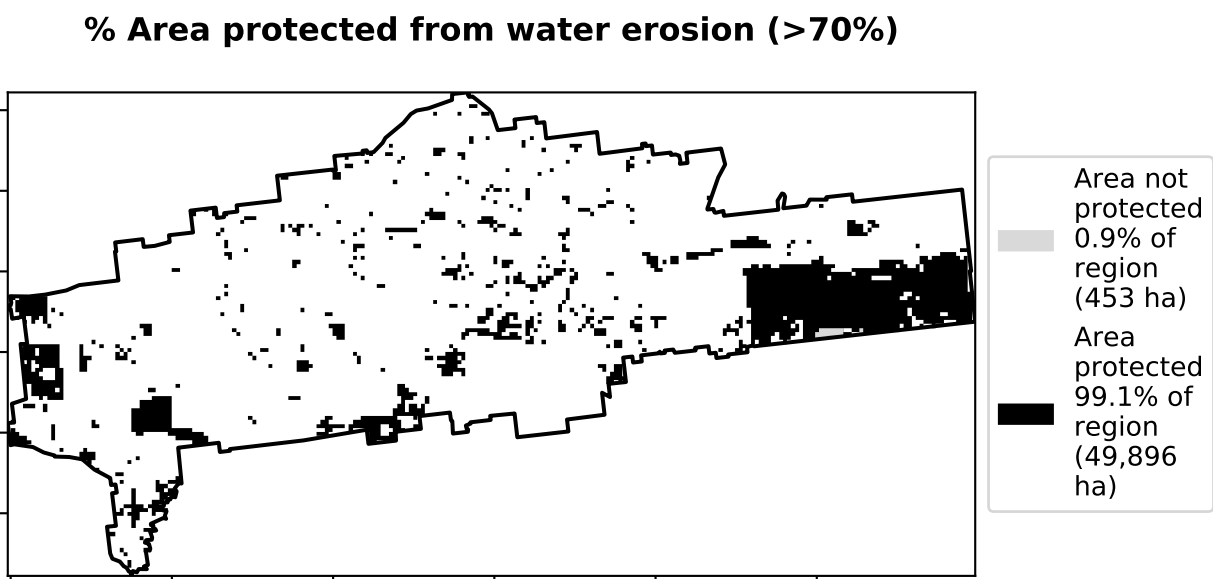 % Area protected from water erosion (>70%)
Area not
protected
0.9% of
region
(453 ha)
Area
protected
99.1% of
region
(49,896
ha)